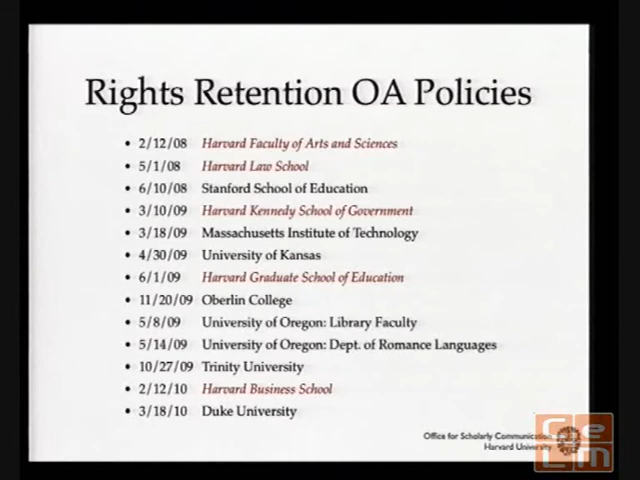 Rights Retention OA Policies
• 2/12/08 Harvard Faculty of Arts and Sciences
• 5/1/08 Harvard Law School
• 6/10/08 Stanford School of Education
• 3/10/09 Harvard Kennedy School of Government
• 3/18/09 Massachusetts Institute of Technology
• 4/30/09 University of Kansas
• 6/1/09 Harvard Graduate School of Education
• 11/20/09 Oberlin College
• 5/8/09 University of Oregon: Library Faculty
• 5/14/09 University of Oregon: Dept. of Romance Languages
• 10/27/09 Trinity University
• 2/12/10 Harvard Business School
• 3/18/10 Duke University
Office for Scholarly Communication
Harvard University